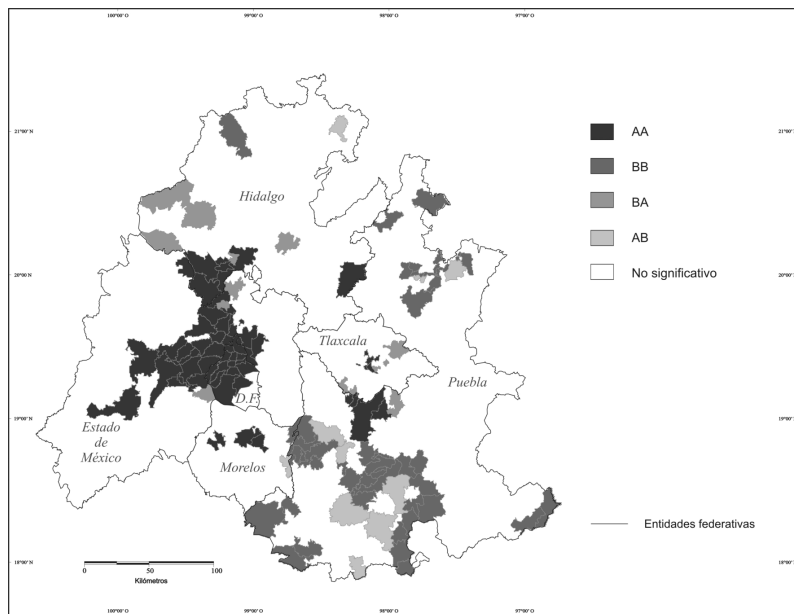 100°00' O
99°00' O
98°00' O
97°00' O
21°00' N
21°00' N
AA
BB
BA
AB
No significativo
Hidalgo
20°00' N
20°00' N
Tlaxcala
Puebla
D.F.
19°00' N
19°00' N
Estado
de
México
Morelos
Entidades federativas
18°00' N
18°00' N
0 50 100
Kilómetros
100°00' O
99°00' O
98°00' O
97°00' O